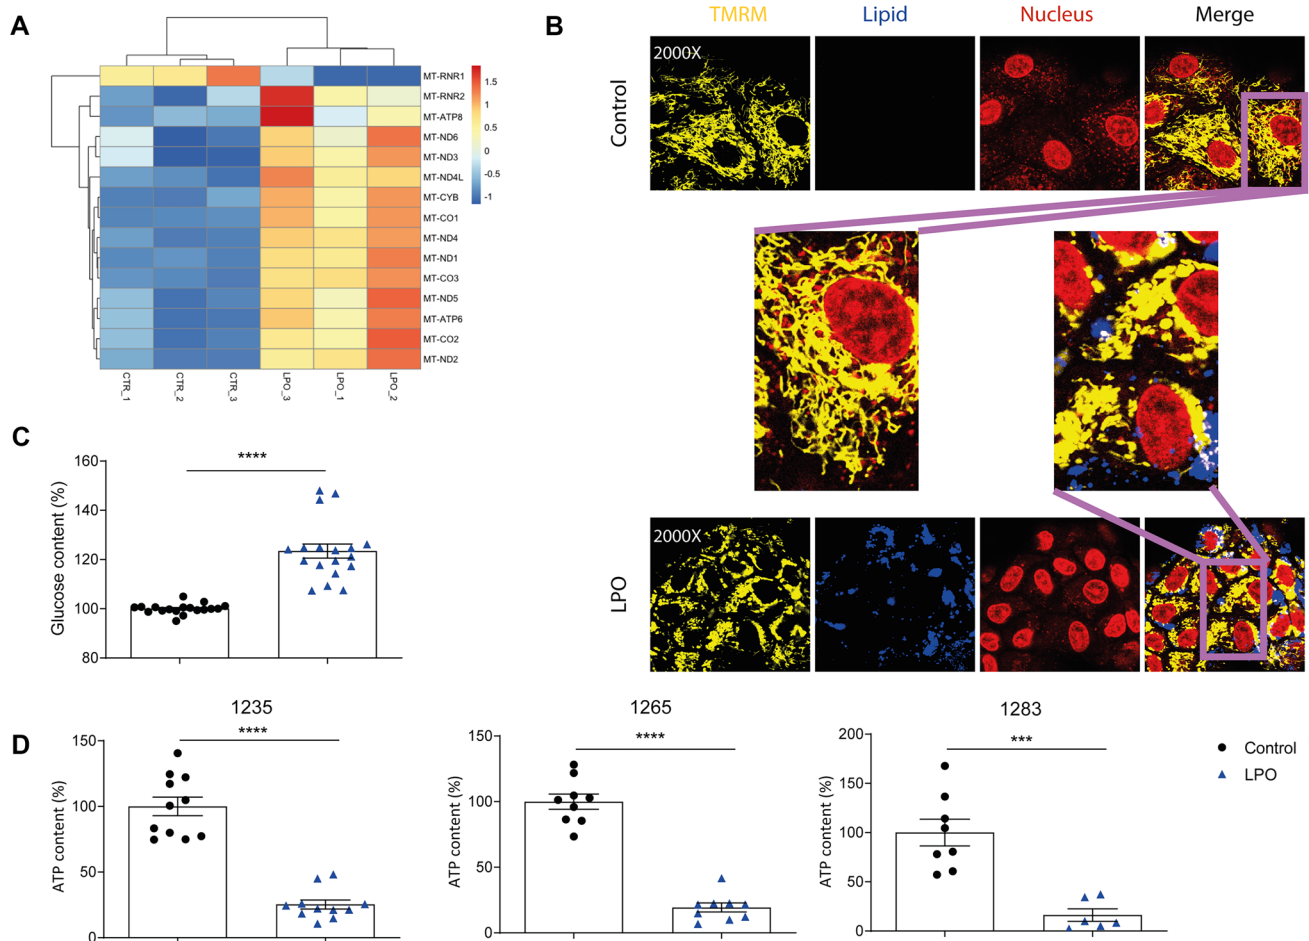 A
MT-RNR1
MT-RNR2
MT-ATP8
MT-ND6
MT-ND3
MT-ND4L
MT-CYB
MT-CO1
MT-ND4
MT-ND1
MT-CO3
MT-ND5
MT-ATP6
MT-CO2
MT-ND2
1.5
1
0.5
0
-0.5
-1
CTR_1
CTR_2
CTR_3
LPO_3
LPO_1
LPO_2
B
TMRM Lipid Nucleus Merge
Control
2000X
LPO
2000X
C
Glucose content (%)
160
140
120
100
80
****
D
1235
ATP content (%)
150
100
50
0
****
1265
ATP content (%)
150
100
50
0
****
1283
ATP content (%)
200
150
100
50
0
***
Control
LPO